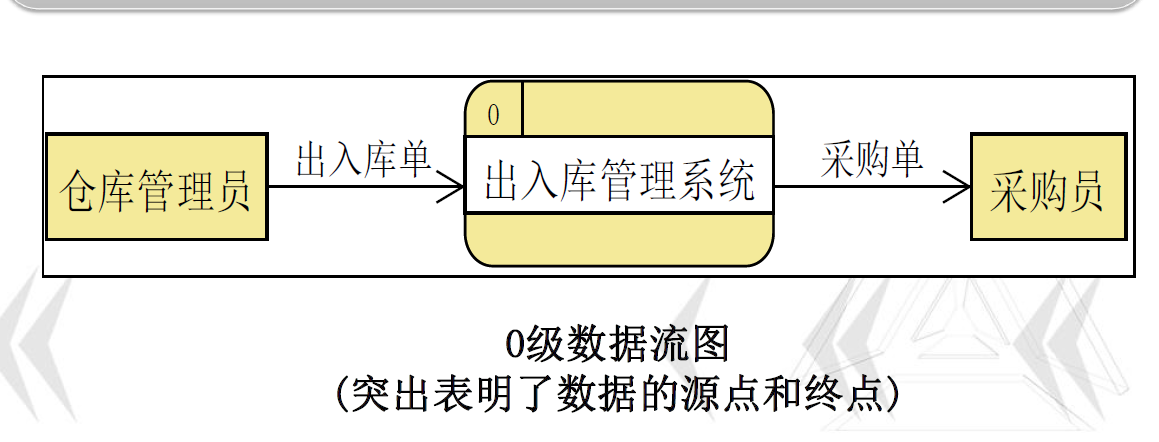 0
仓库管理员
出入库单
出入库管理系统
采购单
采购员
0级数据流图
(突出表明了数据的源点和终点)